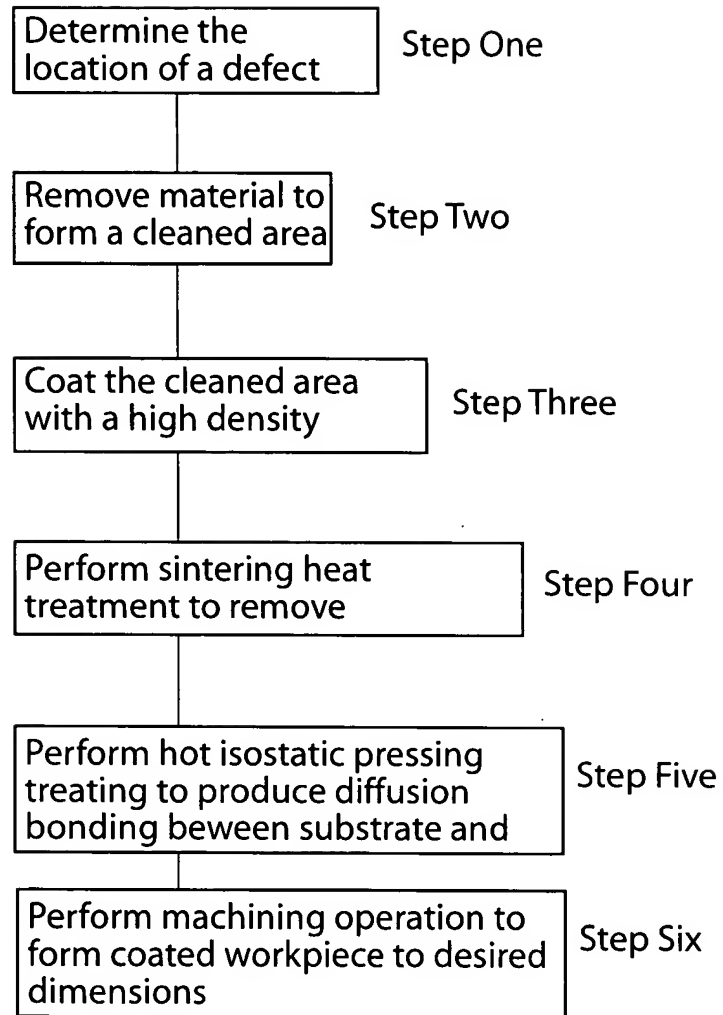 Determine the
location of a defect
Step One
Remove material to
form a cleaned area
Step Two
Coat the cleaned area
with a high density
Step Three
Perform sintering heat
treatment to remove
Step Four
Perform hot isostatic pressing
treating to produce diffusion
bonding beween substrate and
Step Five
Perform machining operation to
form coated workpiece to desired
dimensions
Step Six